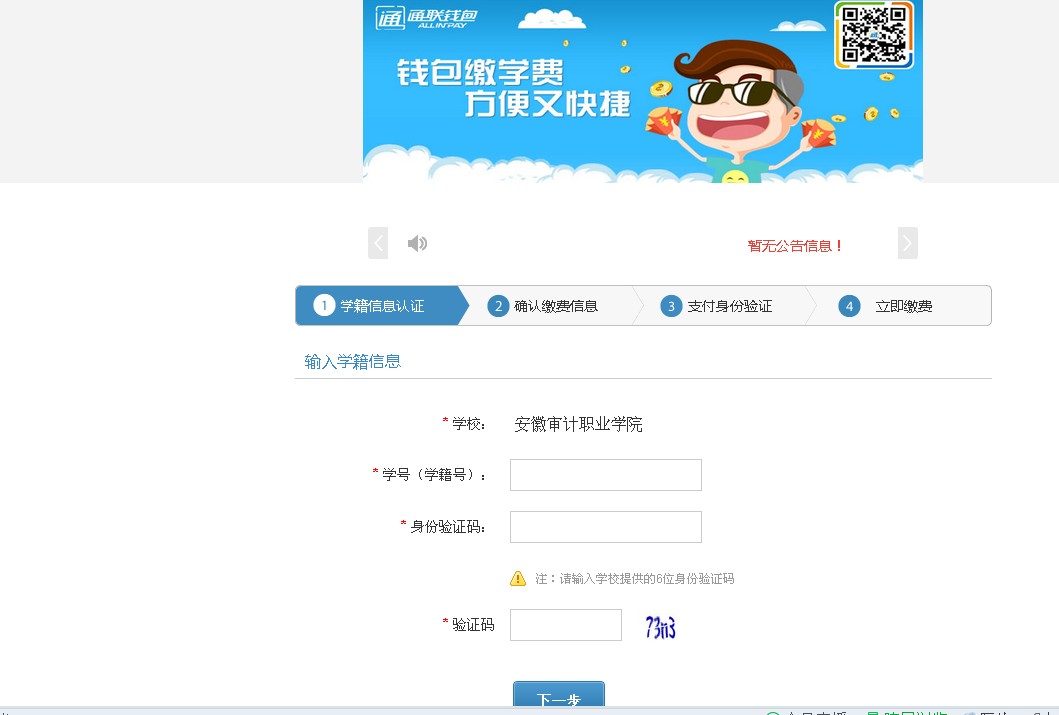 通 通联钱包
ALLINPAY
钱包缴学费
方便又快捷
暂无公告信息！
1 学籍信息认证
2 确认缴费信息
3 支付身份验证
4 立即缴费
输入学籍信息
* 学校： 安徽审计职业学院
* 学号（学籍号）：
* 身份验证码：
注：请输入学校提供的6位身份验证码
* 验证码 73n3
下一步